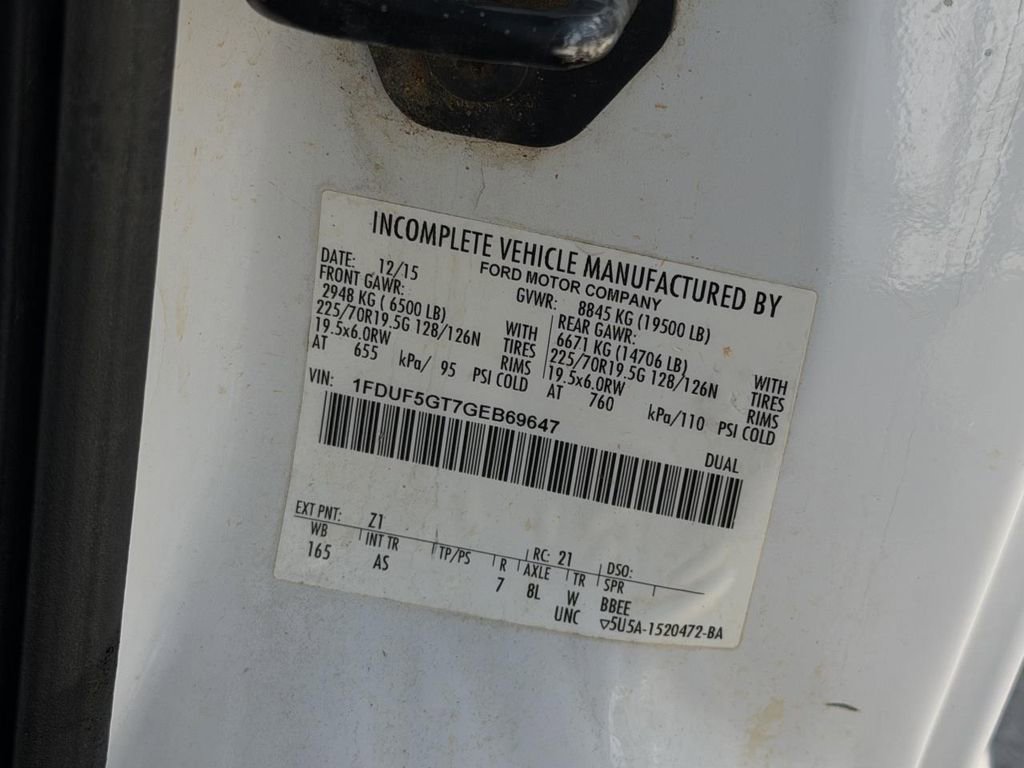 INCOMPLETE VEHICLE MANUFACTURED BY
FORD MOTOR COMPANY
DATE: 12/15 GVWR: 8845 KG (19500 LB)
FRONT GAWR: REAR GAWR:
2948 KG ( 6500 LB) WITH 6671 KG (14706 LB) WITH
225/70R19.5G 128/126N TIRES 225/70R19.5G 128/126N TIRES
19.5x6.0RW RIMS 19.5x6.0RW RIMS
AT 655 kPa/ 95 PSI COLD AT 760 kPa/110 PSI COLD
VIN: 1FDUF5GT7GEB69647
DUAL
EXT PNT: Z1 RC: 21 DSO:
WB INT TR TP/PS R AXLE TR SPR
165 AS 7 8L W BBEE
UNC ▽5U5A-1520472-BA